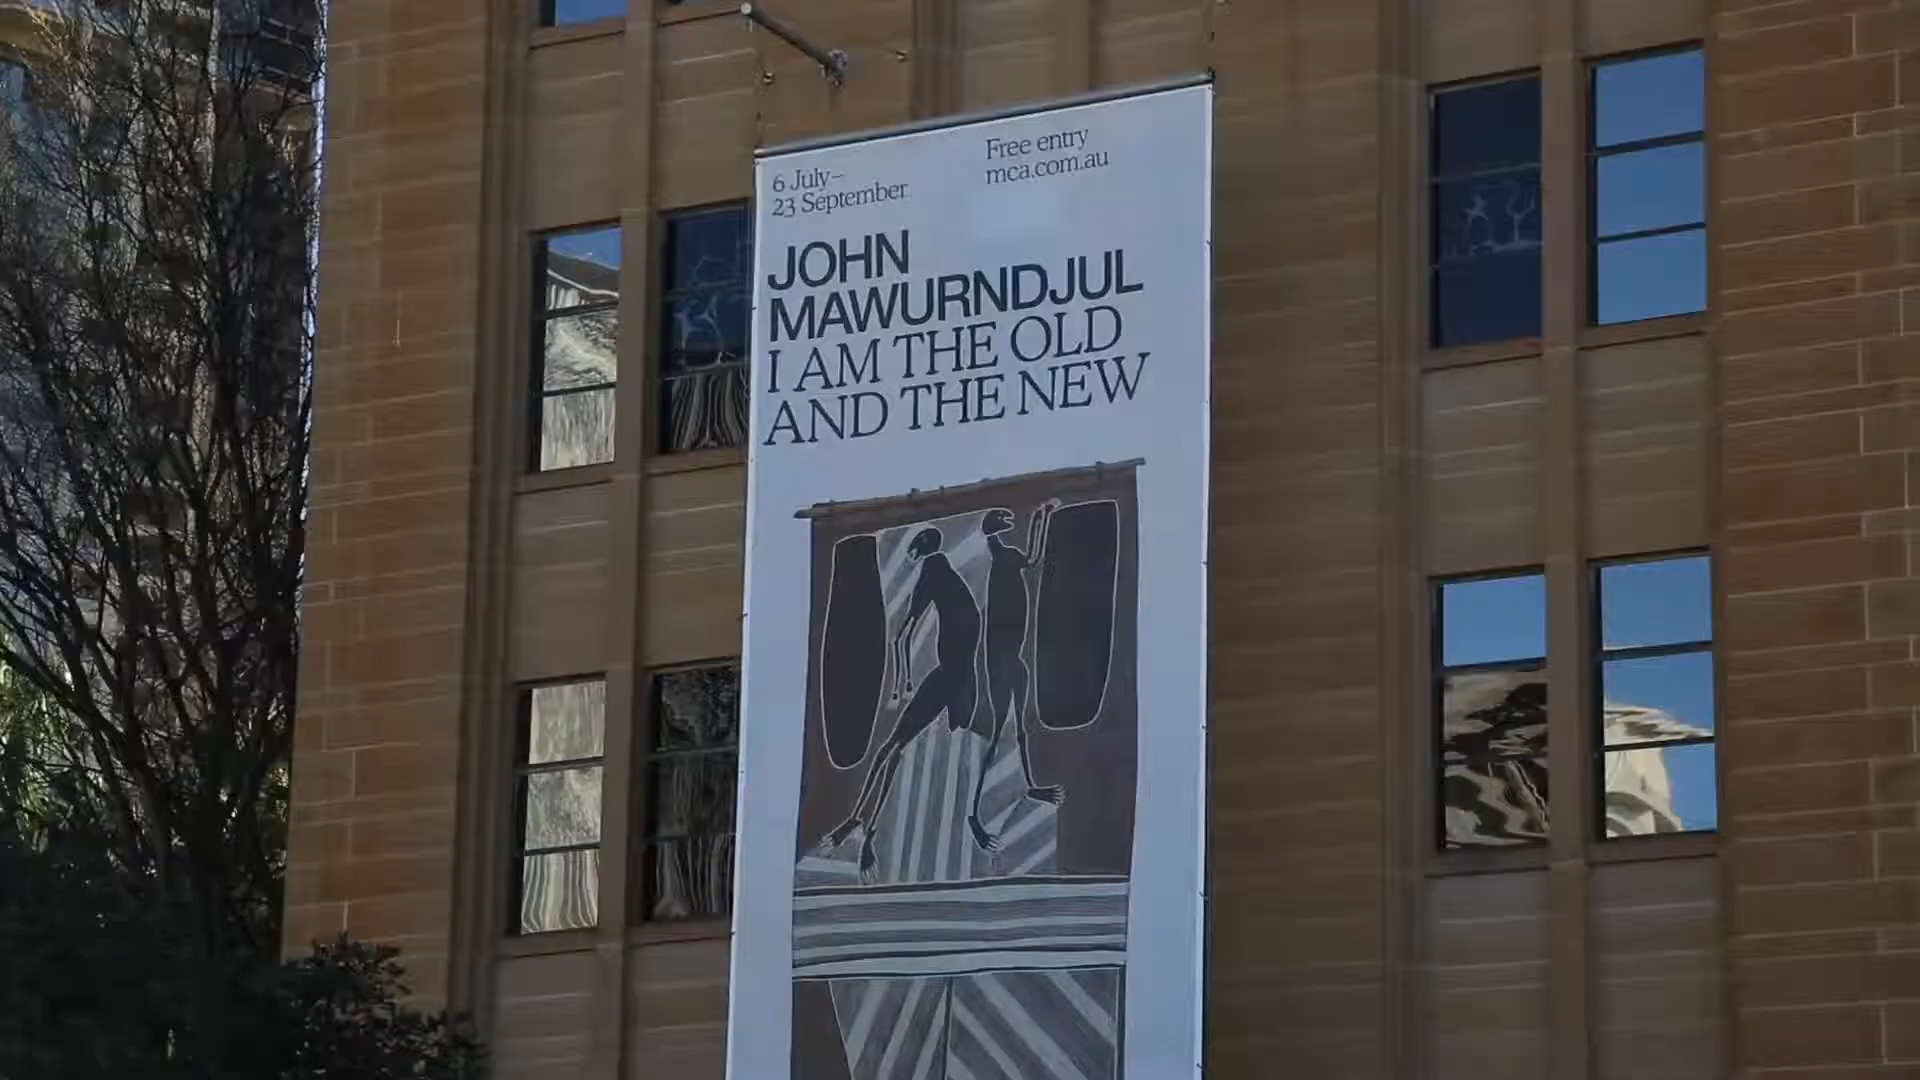 6 July–
23 September
Free entry
mca.com.au
JOHN
MAWURNDJUL
I AM THE OLD
AND THE NEW